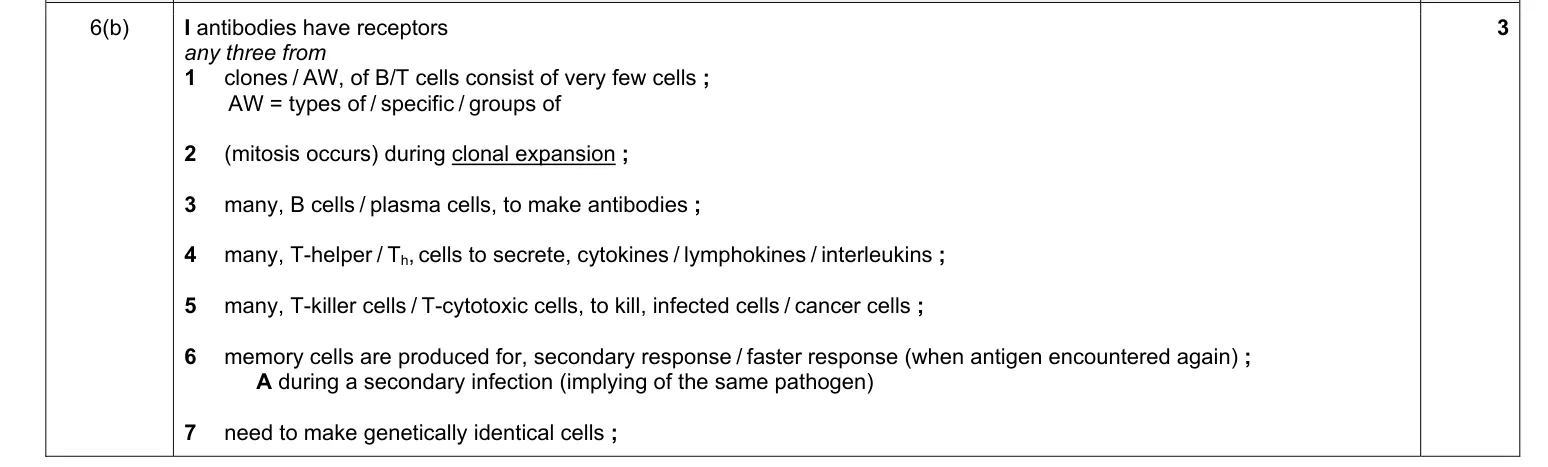 6(b)
I antibodies have receptors
3
any three from
1 clones / AW, of B/T cells consist of very few cells ;
AW = types of / specific / groups of
2 (mitosis occurs) during clonal expansion ;
3 many, B cells / plasma cells, to make antibodies ;
4 many, T-helper / Th, cells to secrete, cytokines / lymphokines / interleukins ;
5 many, T-killer cells / T-cytotoxic cells, to kill, infected cells / cancer cells ;
6 memory cells are produced for, secondary response / faster response (when antigen encountered again) ;
A during a secondary infection (implying of the same pathogen)
7 need to make genetically identical cells ;